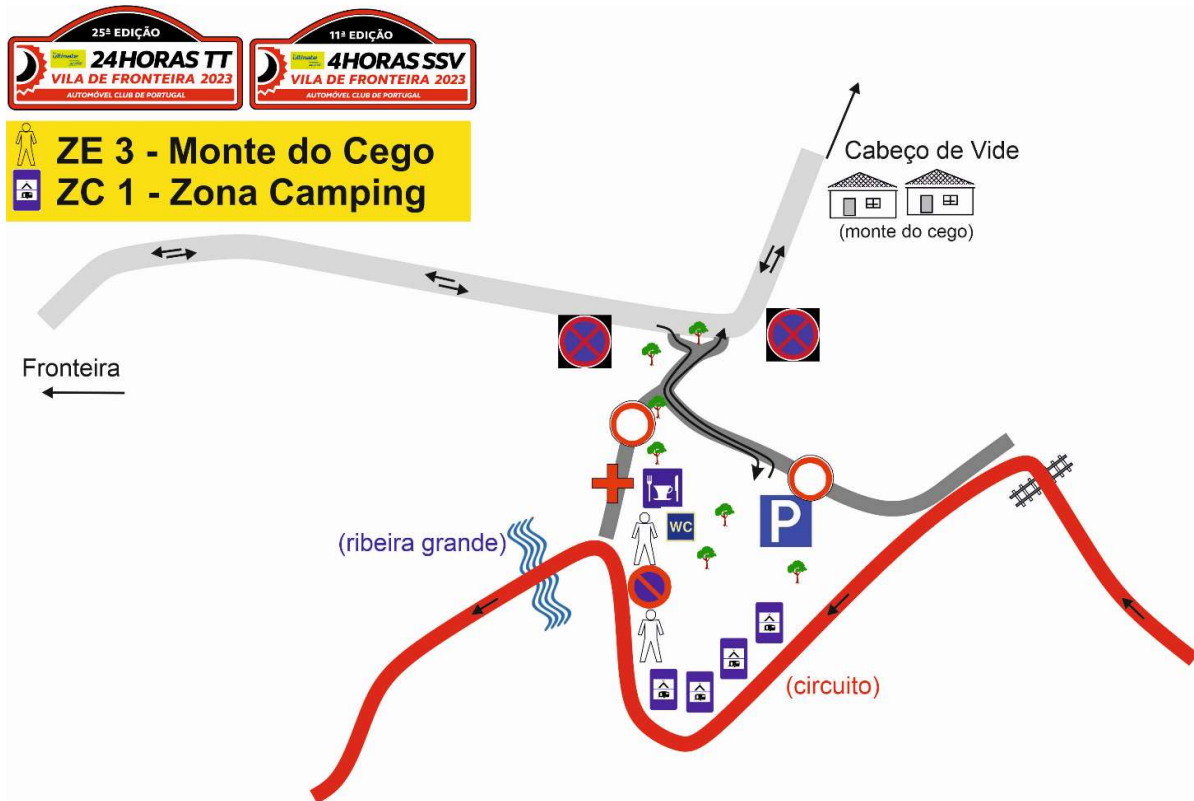 25ª EDIÇÃO
24HORAS TT
VILA DE FRONTEIRA 2023
AUTOMÓVEL CLUB DE PORTUGAL
11ª EDIÇÃO
4HORAS SSV
VILA DE FRONTEIRA 2023
AUTOMÓVEL CLUB DE PORTUGAL
ZE 3 - Monte do Cego
ZC 1 - Zona Camping
Cabeço de Vide
(monte do cego)
Fronteira
WC
P
(ribeira grande)
(circuito)